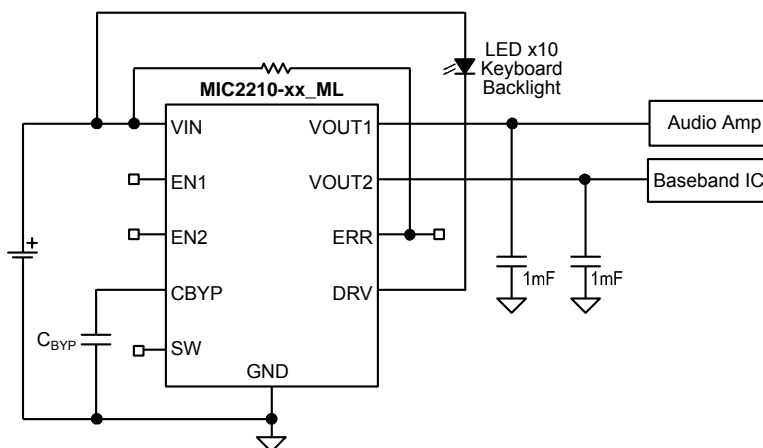 LED x10
Keyboard
Backlight
MIC2210-xx_ML
VIN
VOUT1
Audio Amp
EN1
VOUT2
Baseband IC
EN2
ERR
+
CBYP
DRV
1mF
1mF
CBYP
SW
GND